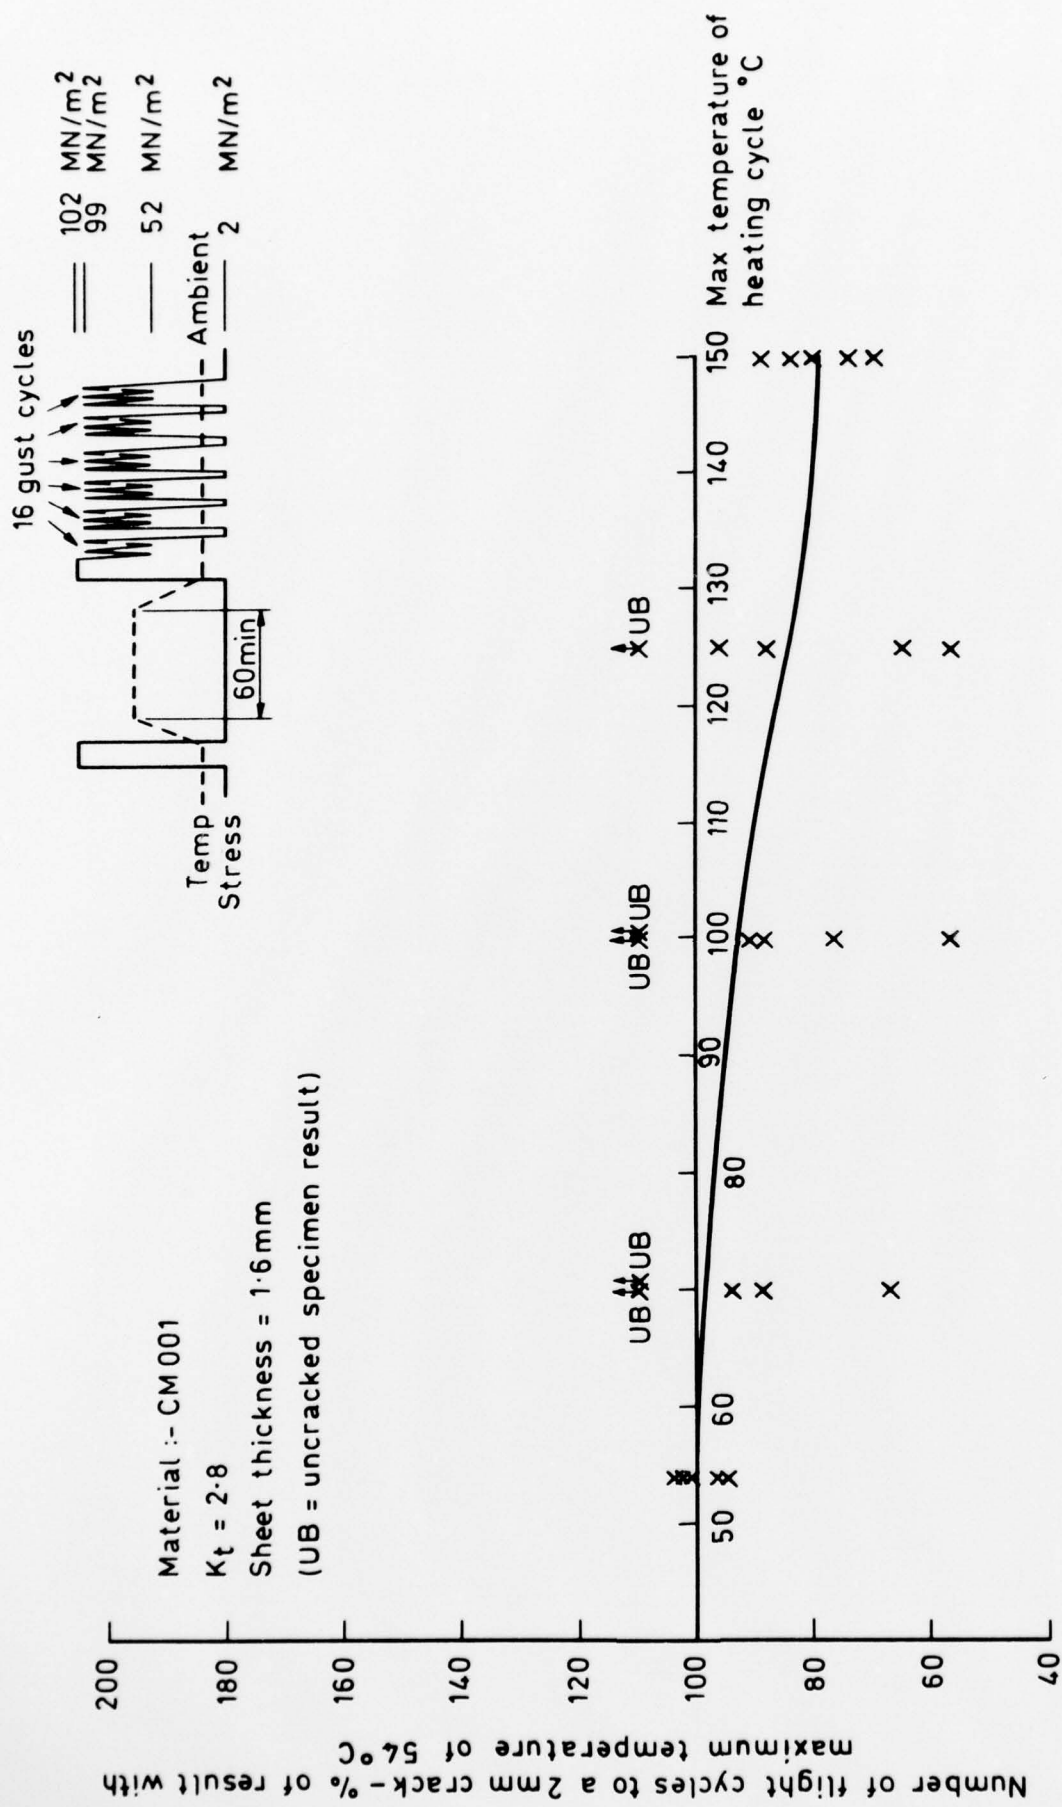 16 gust cycles
102 MN/m²
99 MN/m²
52 MN/m²
Ambient
2 MN/m²
Temp
Stress
60min
Material :- CM 001
Kt = 2·8
Sheet thickness = 1·6mm
(UB = uncracked specimen result)
Number of flight cycles to a 2mm crack-% of result with
maximum temperature of 54°C
200
180
160
140
120
100
80
60
40
50
60
80
90
100
110
120
130
140
150
Max temperature of
heating cycle °C
UB
UB
UB
UB
UB